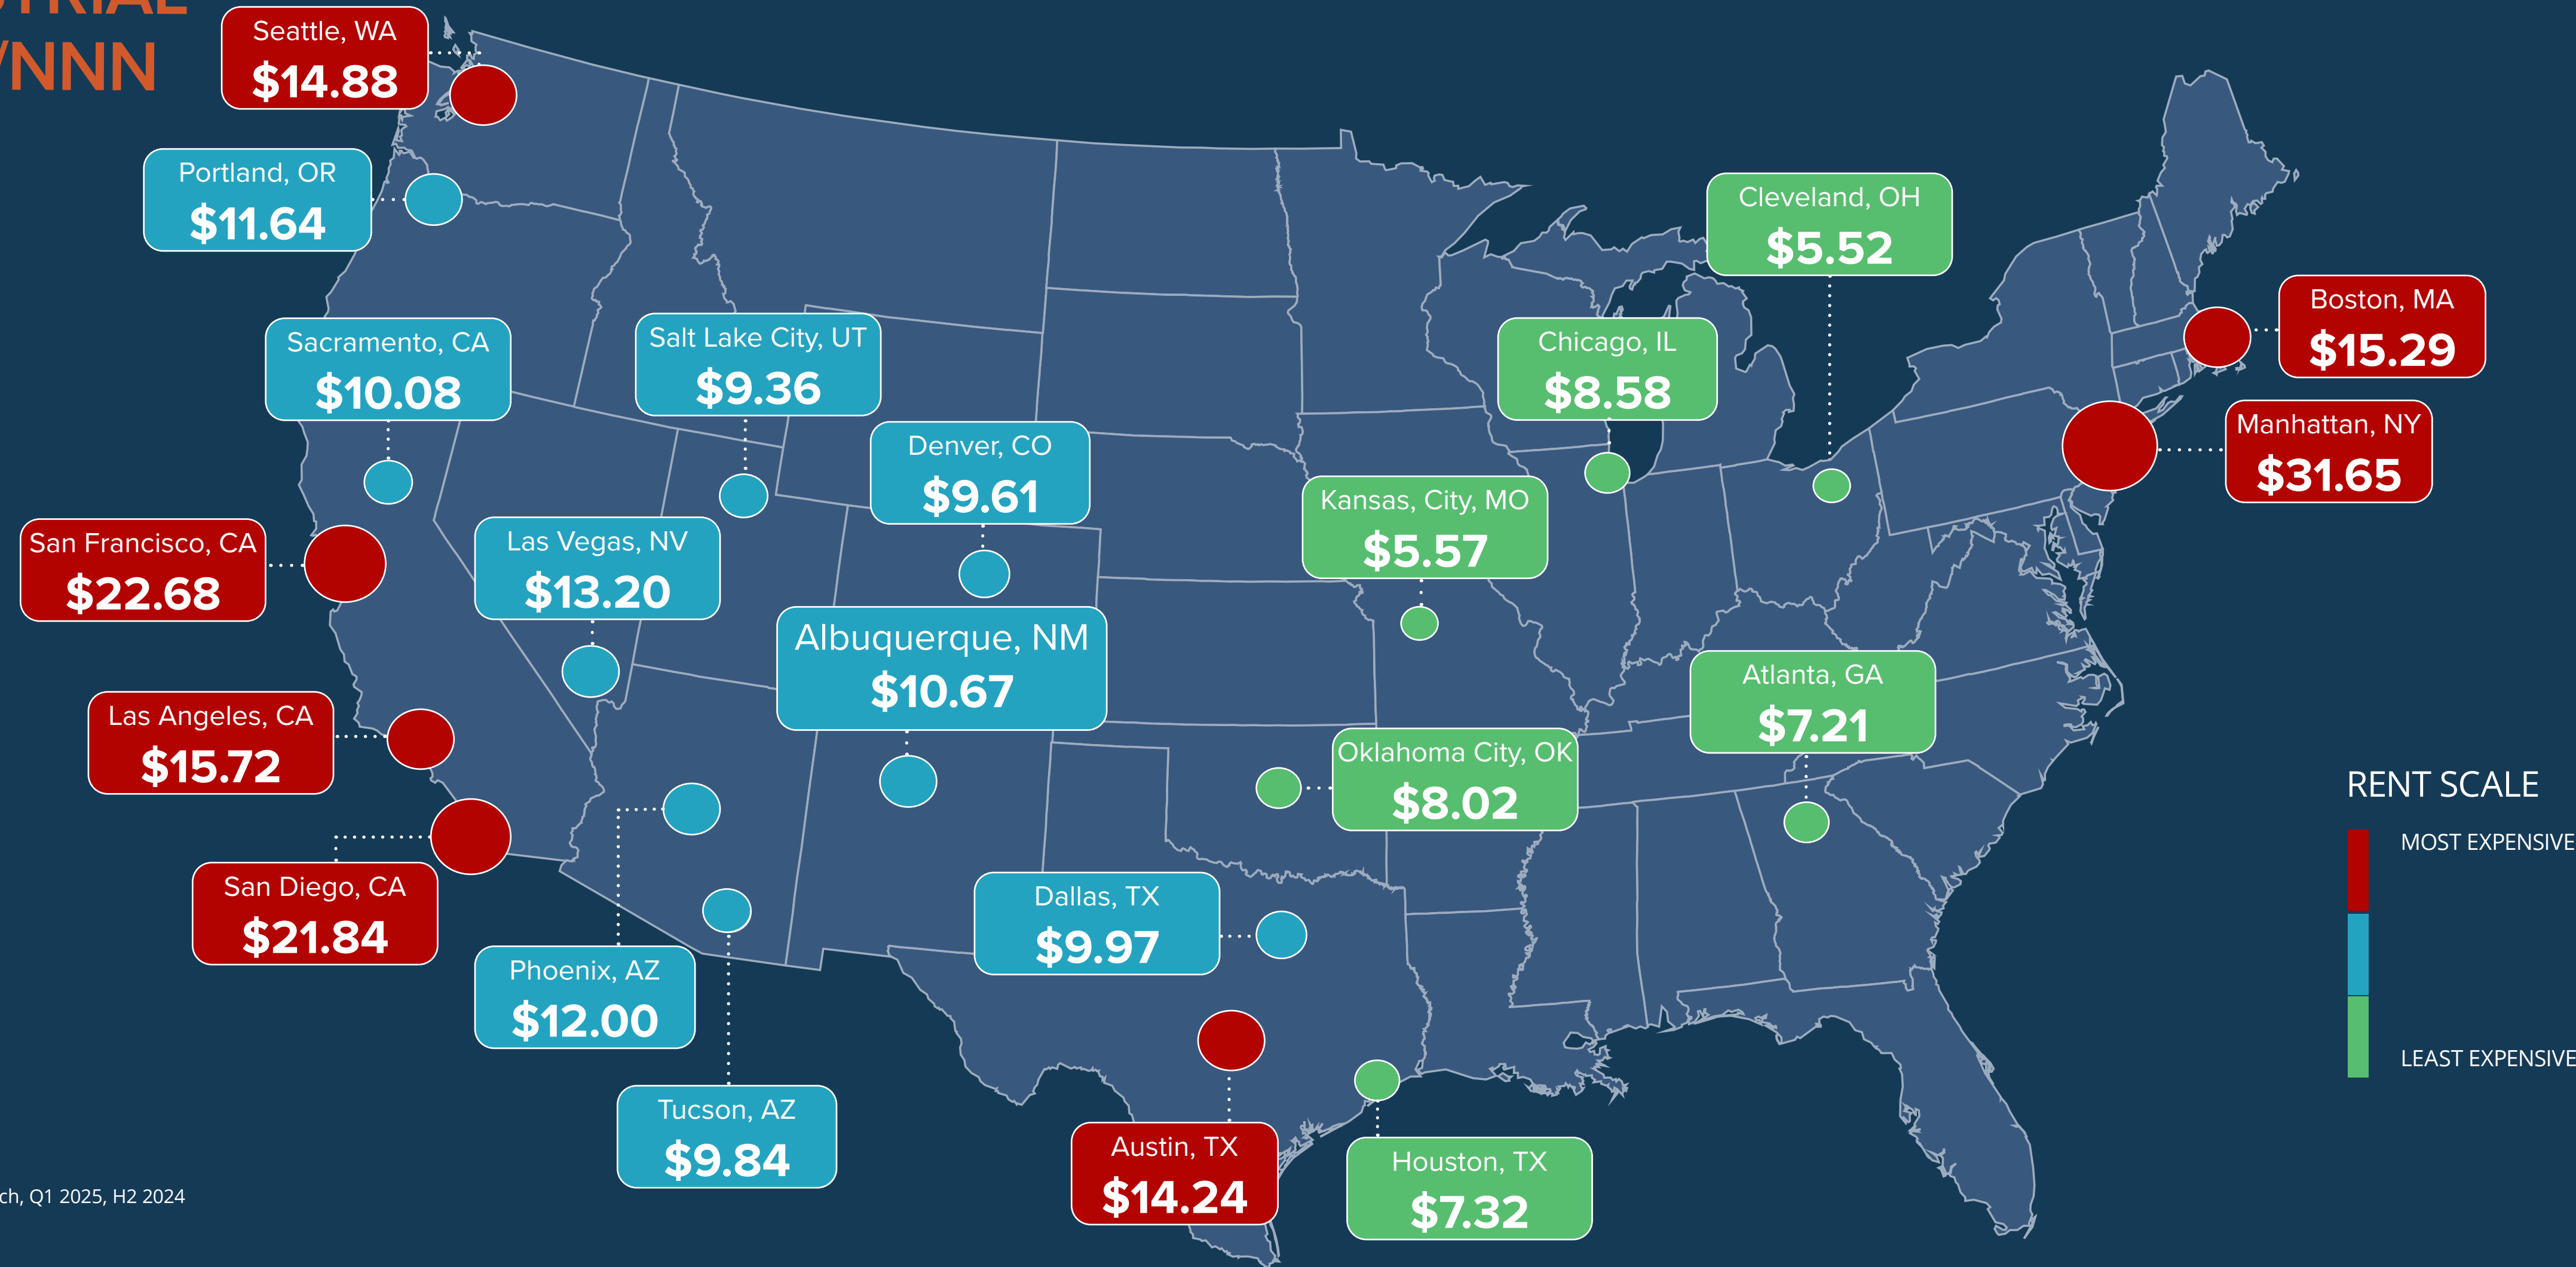 /NNN
Seattle, WA
$14.88
Portland, OR
$11.64
Sacramento, CA
$10.08
Salt Lake City, UT
$9.36
Denver, CO
$9.61
San Francisco, CA
$22.68
Las Vegas, NV
$13.20
Albuquerque, NM
$10.67
Las Angeles, CA
$15.72
San Diego, CA
$21.84
Phoenix, AZ
$12.00
Tucson, AZ
$9.84
Dallas, TX
$9.97
Austin, TX
$14.24
Houston, TX
$7.32
Oklahoma City, OK
$8.02
Kansas, City, MO
$5.57
Chicago, IL
$8.58
Cleveland, OH
$5.52
Atlanta, GA
$7.21
Boston, MA
$15.29
Manhattan, NY
$31.65
RENT SCALE
MOST EXPENSIVE
LEAST EXPENSIVE
ch, Q1 2025, H2 2024